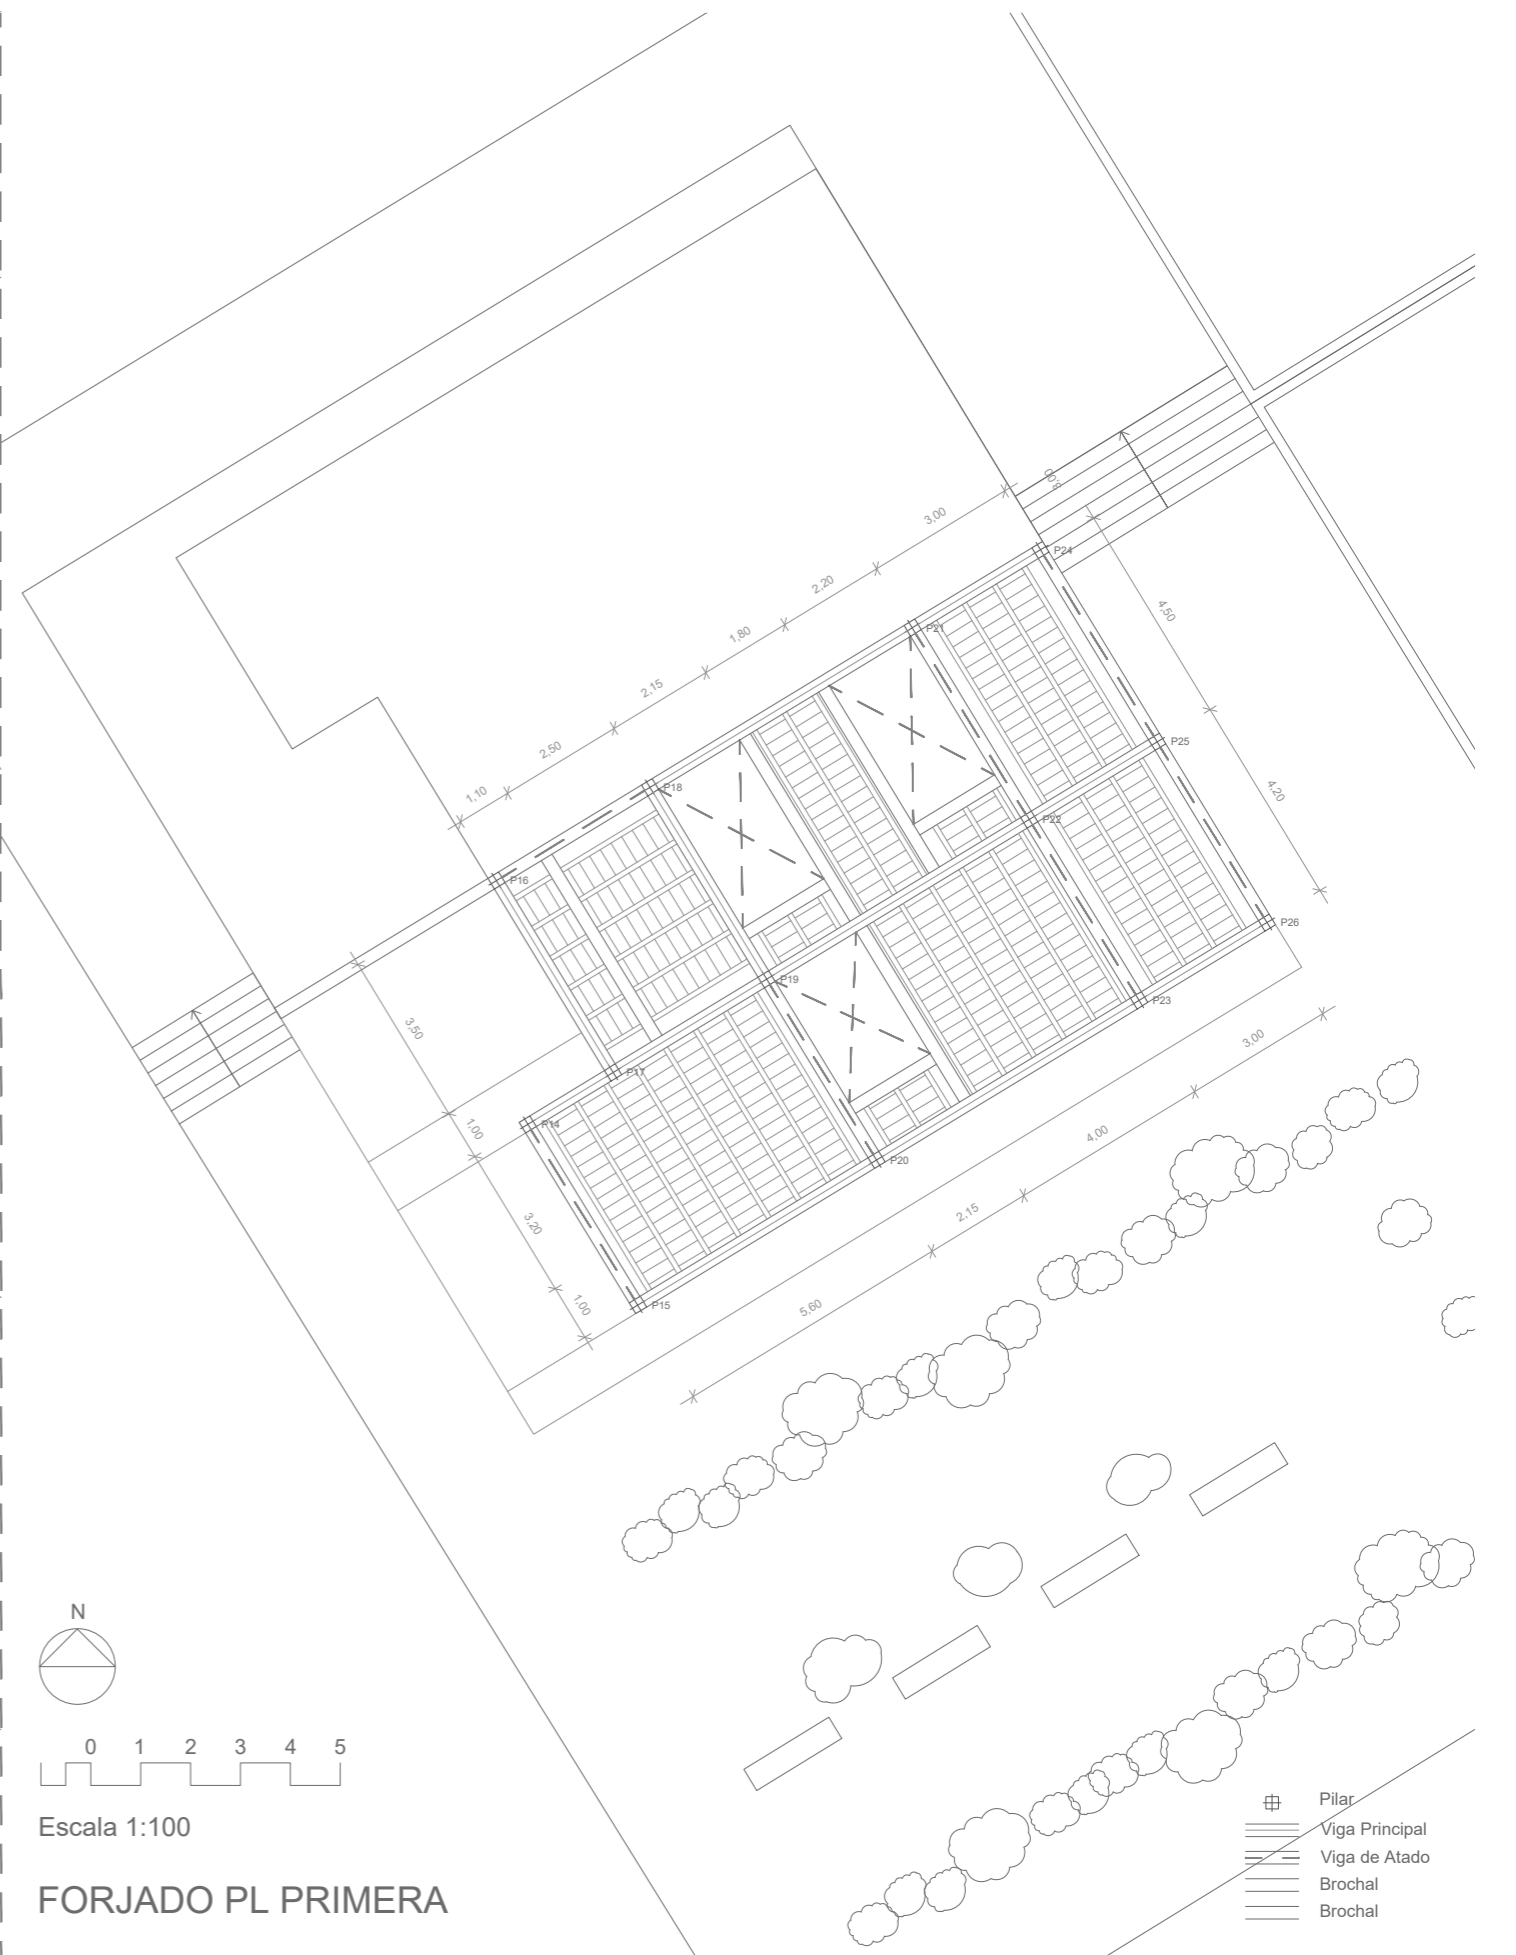 8,00
3,00
P24
2,20
4,50
1,80
P21
2,15
P25
2,50
4,20
1,10
P18
P22
P16
P26
P19
P23
3,50
3,00
P17
1,00
P14
4,00
P20
2,15
3,20
1,00
P15
5,60
N
0 1 2 3 4 5
Escala 1:100
FORJADO PL PRIMERA
Pilar
Viga Principal
Viga de Atado
Brochal
Brochal